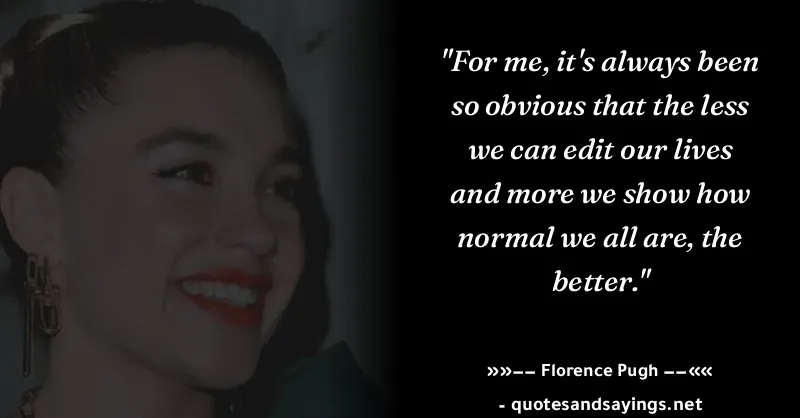 "For me, it's always been
so obvious that the less
we can edit our lives
and more we show how
normal we all are, the
better."
»»−− Florence Pugh −−««
- quotesandsayings.net